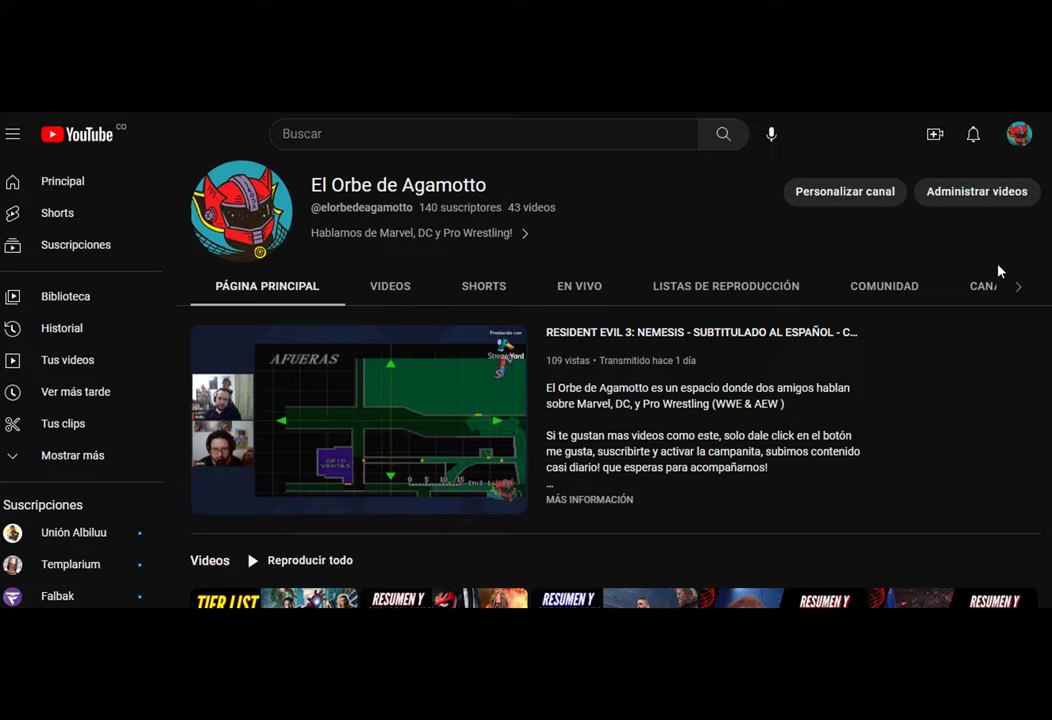 YouTube CO
Buscar
Principal
Shorts
Suscripciones
Biblioteca
Historial
Tus videos
Ver más tarde
Tus clips
Mostrar más
Suscripciones
Unión Albiluu
Templarium
Falbak
El Orbe de Agamotto
@elorbedeagamotto 140 suscriptores 43 videos
Hablamos de Marvel, DC y Pro Wrestling!
Personalizar canal
Administrar videos
PÁGINA PRINCIPAL VIDEOS SHORTS EN VIVO LISTAS DE REPRODUCCIÓN COMUNIDAD
AFUERAS
Producido con
StreamYard
0 5 10 15
RESIDENT EVIL 3: NEMESIS - SUBTITULADO AL ESPAÑOL - C...
109 vistas • Transmitido hace 1 día
El Orbe de Agamotto es un espacio donde dos amigos hablan
sobre Marvel, DC, y Pro Wrestling (WWE & AEW )
Si te gustan mas videos como este, solo dale click en el botón
me gusta, suscribirte y activar la campanita, subimos contenido
casi diario! que esperas para acompañarnos!
...
MÁS INFORMACIÓN
Videos Reproducir todo
TIER LIST
RESUMEN Y
RESUMEN Y
RESUMEN Y
RESUMEN Y